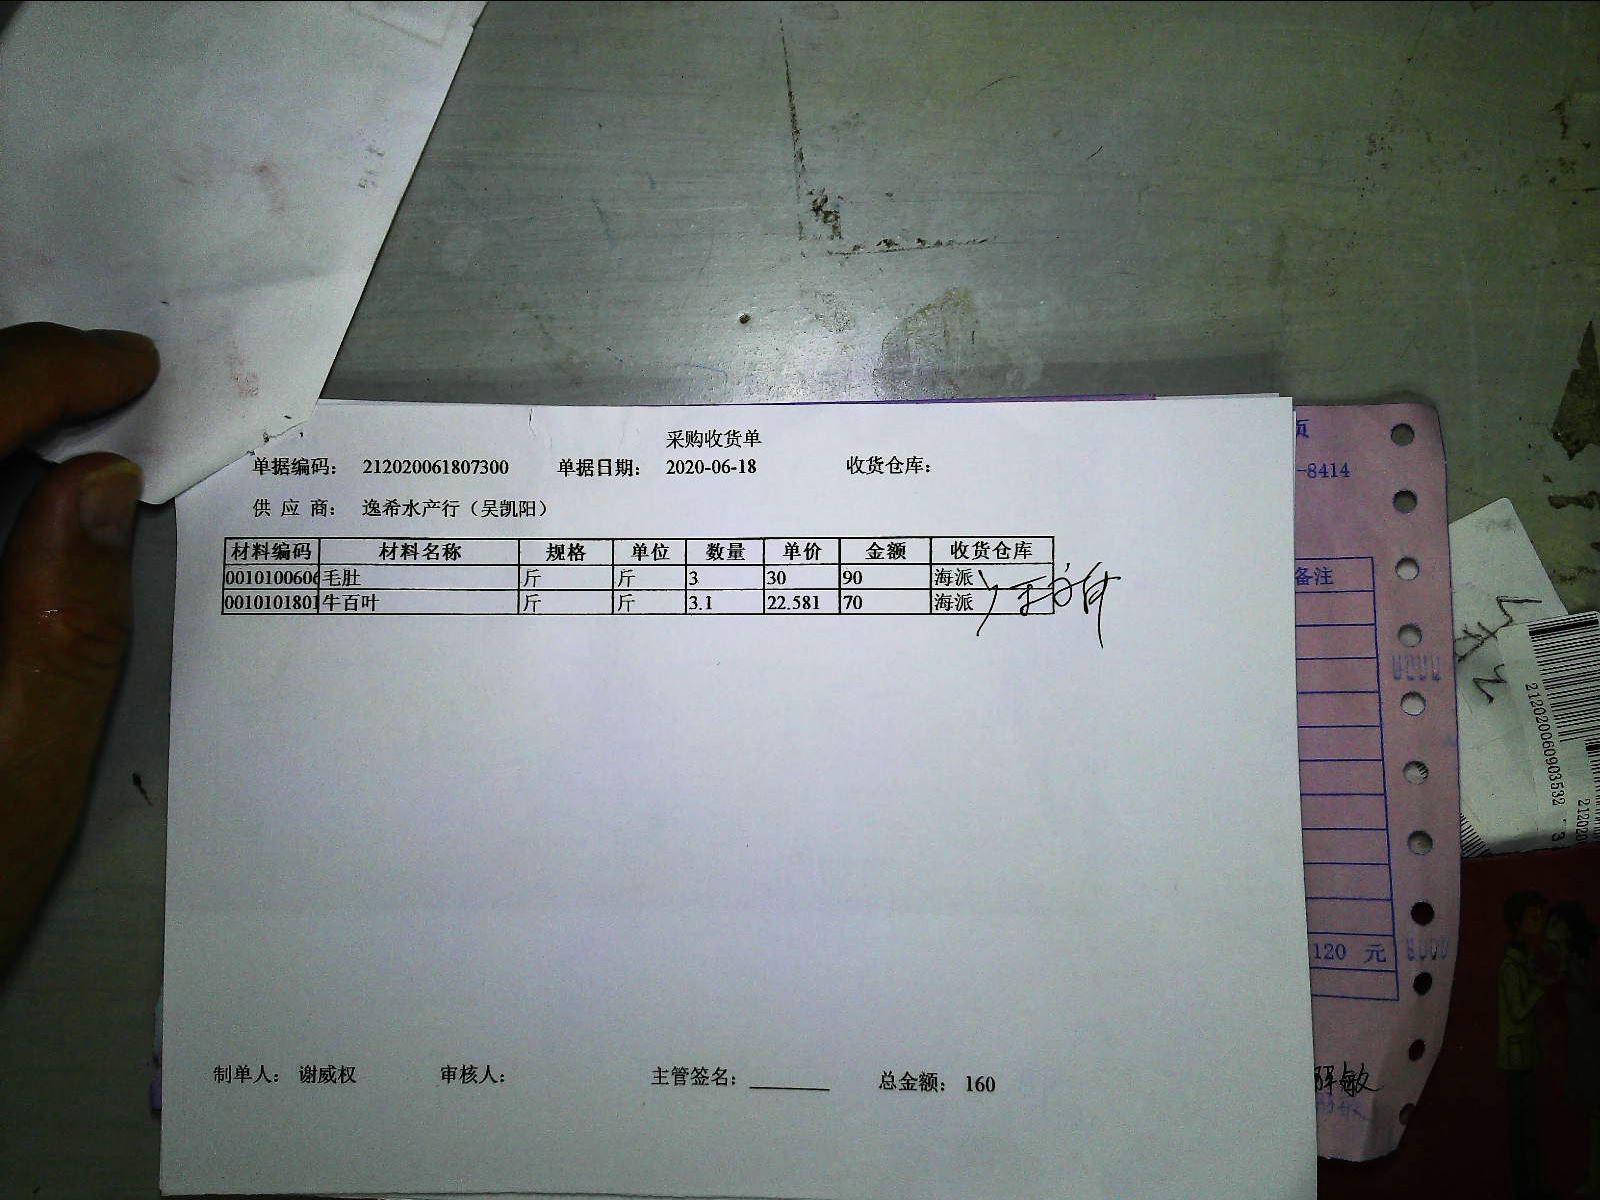 采购收货单
单据编码： 212020061807300 单据日期： 2020-06-18 收货仓库：
供 应 商： 逸希水产行（吴凯阳）
材料编码 材料名称 规格 单位 数量 单价 金额 收货仓库
0010100606 毛肚 斤 斤 3 30 90 海派
0010101801 牛百叶 斤 斤 3.1 22.581 70 海派
制单人： 谢威权 审核人： 主管签名： 总金额： 160
页
-8414
备注
120 元
敏
212020060903532